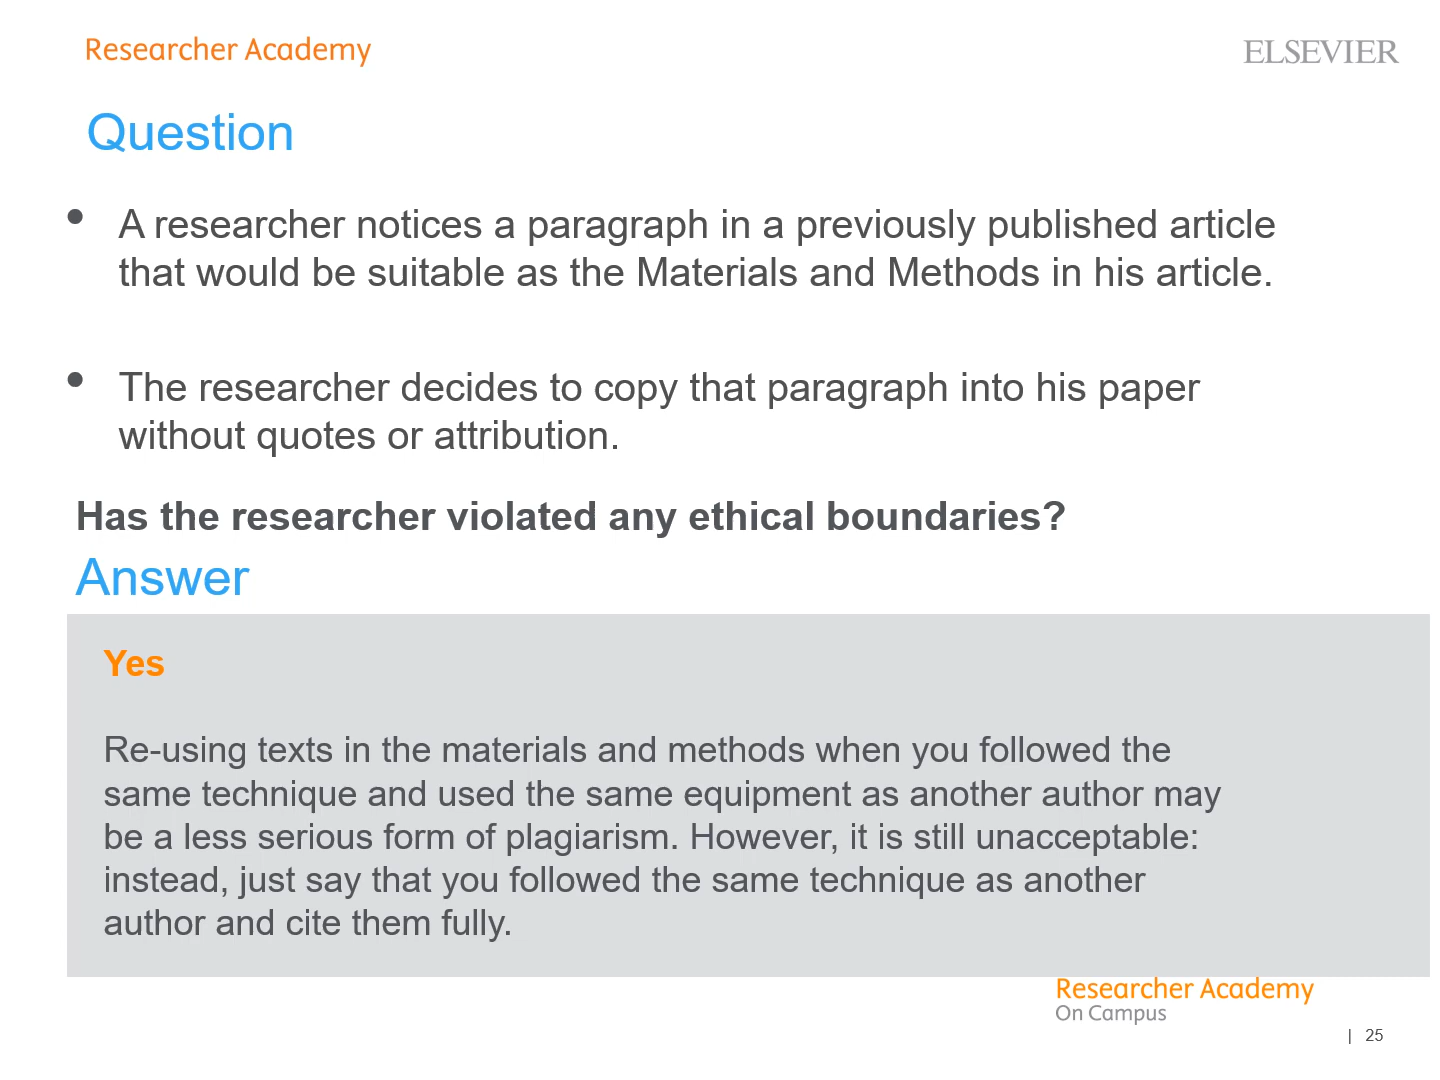 Researcher Academy
ELSEVIER
Question
• A researcher notices a paragraph in a previously published article
that would be suitable as the Materials and Methods in his article.
• The researcher decides to copy that paragraph into his paper
without quotes or attribution.
Has the researcher violated any ethical boundaries?
Answer
Yes
Re-using texts in the materials and methods when you followed the
same technique and used the same equipment as another author may
be a less serious form of plagiarism. However, it is still unacceptable:
instead, just say that you followed the same technique as another
author and cite them fully.
Researcher Academy
On Campus
| 25